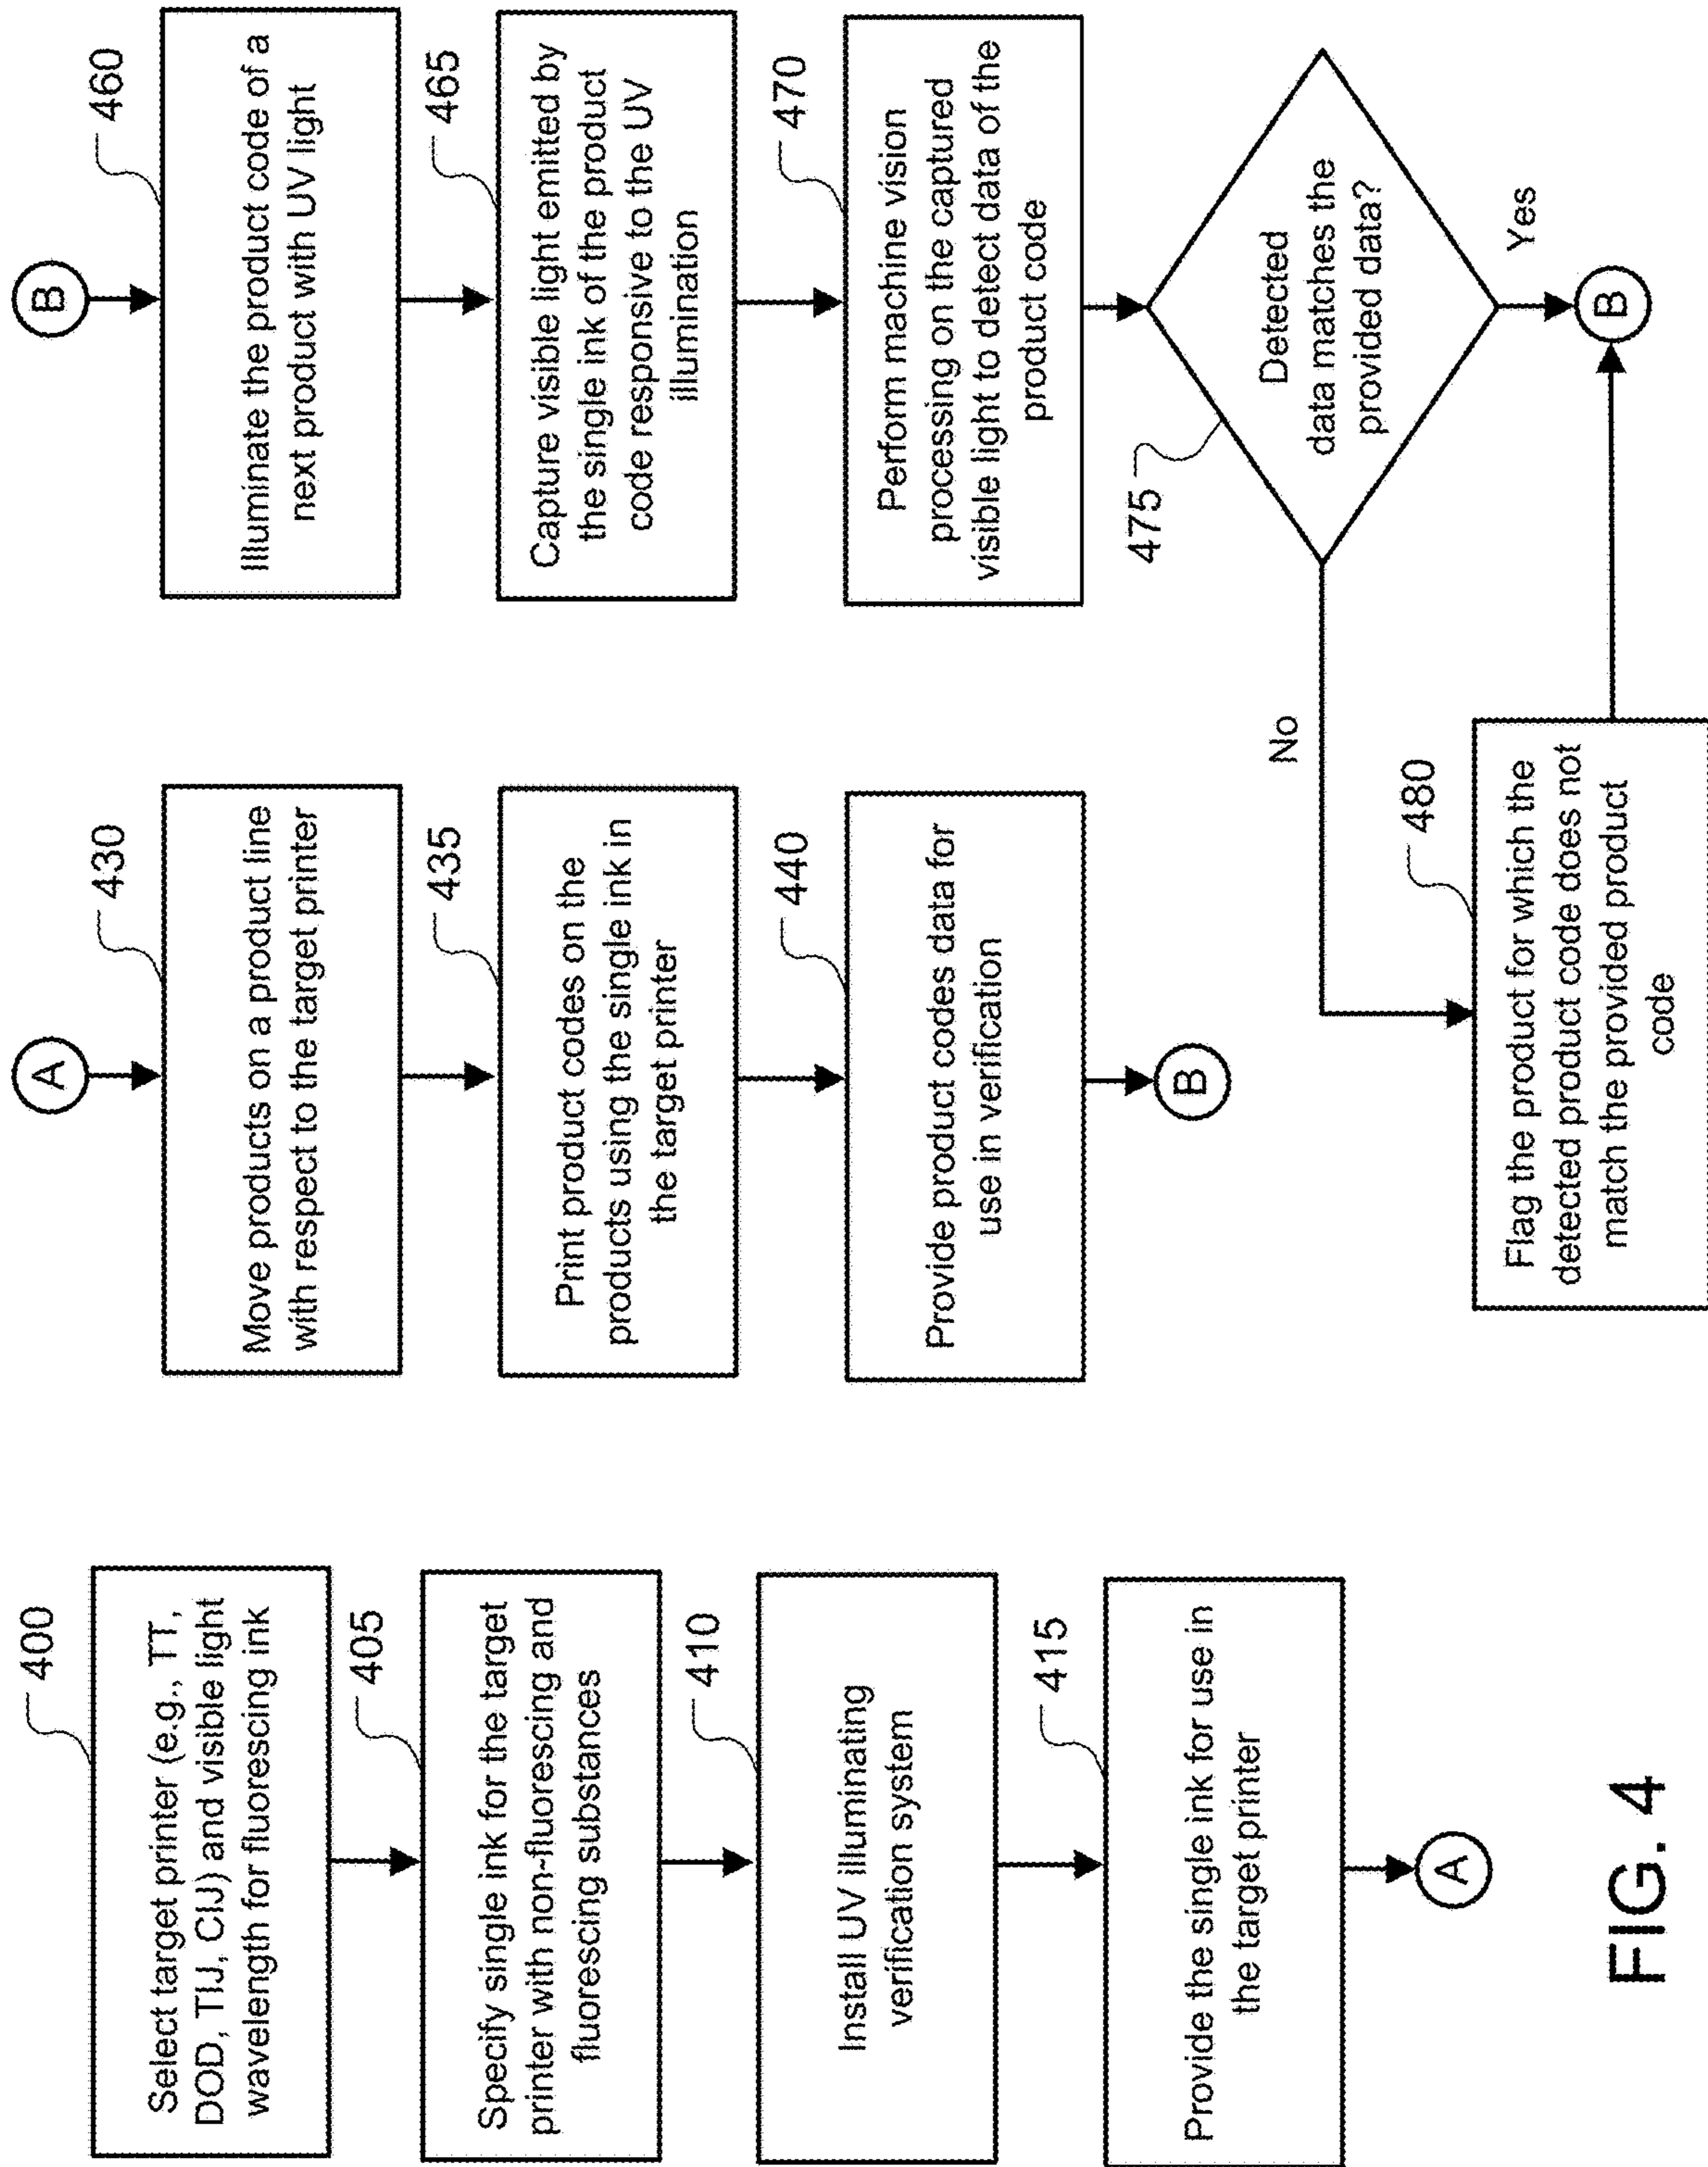 400
Select target printer (e.g., TT,
DOD, TIJ, CIJ) and visible light
wavelength for fluorescing ink
405
Specify single ink for the target
printer with non-fluorescing and
fluorescing substances
410
Install UV illuminating
verification system
415
Provide the single ink for use in
the target printer
A
A
430
Move products on a product line
with respect to the target printer
435
Print product codes on the
products using the single ink in
the target printer
440
Provide product codes data for
use in verification
B
B
460
Illuminate the product code of a
next product with UV light
465
Capture visible light emitted by
the single ink of the product
code responsive to the UV
illumination
470
Perform machine vision
processing on the captured
visible light to detect data of the
product code
475
Detected
data matches the
provided data?
No
Yes
480
Flag the product for which the
detected product code does not
match the provided product
code
B
FIG. 4